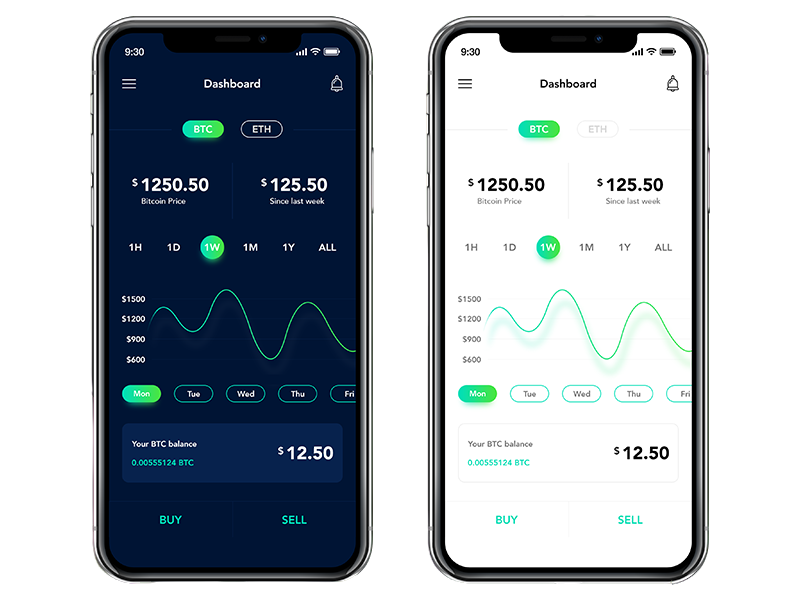 9:30
Dashboard
BTC ETH
$ 1250.50 $ 125.50
Bitcoin Price Since last week
1H 1D 1W 1M 1Y ALL
$1500
$1200
$900
$600
Mon Tue Wed Thu Fri
Your BTC balance
0.00555124 BTC
$ 12.50
BUY SELL
9:30
Dashboard
BTC ETH
$ 1250.50 $ 125.50
Bitcoin Price Since last week
1H 1D 1W 1M 1Y ALL
$1500
$1200
$900
$600
Mon Tue Wed Thu Fri
Your BTC balance
0.00555124 BTC
$ 12.50
BUY SELL